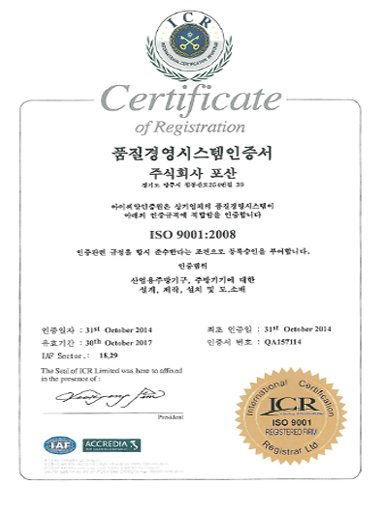 ICR
Certificate
of Registration
품질경영시스템인증서
주식회사 포산
아이씨알인증원은 상기업체의 품질경영시스템이
아래의 인증규격에 적합함을 인증합니다
ISO 9001:2008
인증관련 규정을 항시 준수한다는 조건으로 등록승인을 부여합니다.
인증범위
산업용주방기구, 주방기기에 대한
설계, 제작, 설치 및 도.소매
인증일자 : 31st October 2014
최초 인증일 : 31st October 2014
유효기간 : 30th October 2017
인증서 번호 : QA157114
IAF Sector. : 18,29
The Seal of ICR Limited was here to affixed
in the presence of :
President
International Certification
ICR
ISO 9001
REGISTERED FIRM
Registrar Ltd.
IAF
ACCREDIA